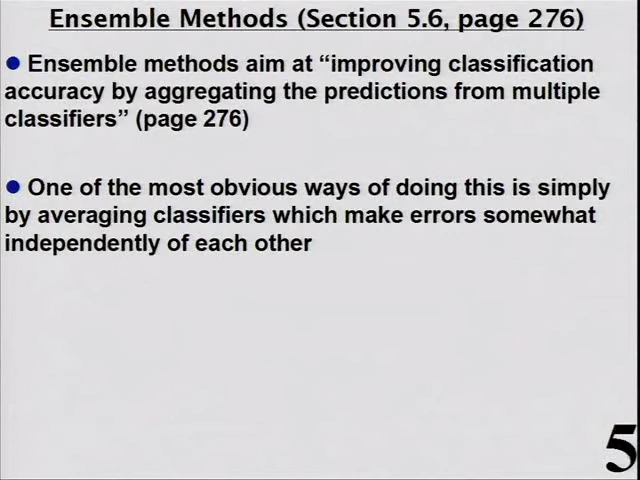 Ensemble Methods (Section 5.6, page 276)
● Ensemble methods aim at “improving classification
accuracy by aggregating the predictions from multiple
classifiers” (page 276)
● One of the most obvious ways of doing this is simply
by averaging classifiers which make errors somewhat
independently of each other
5